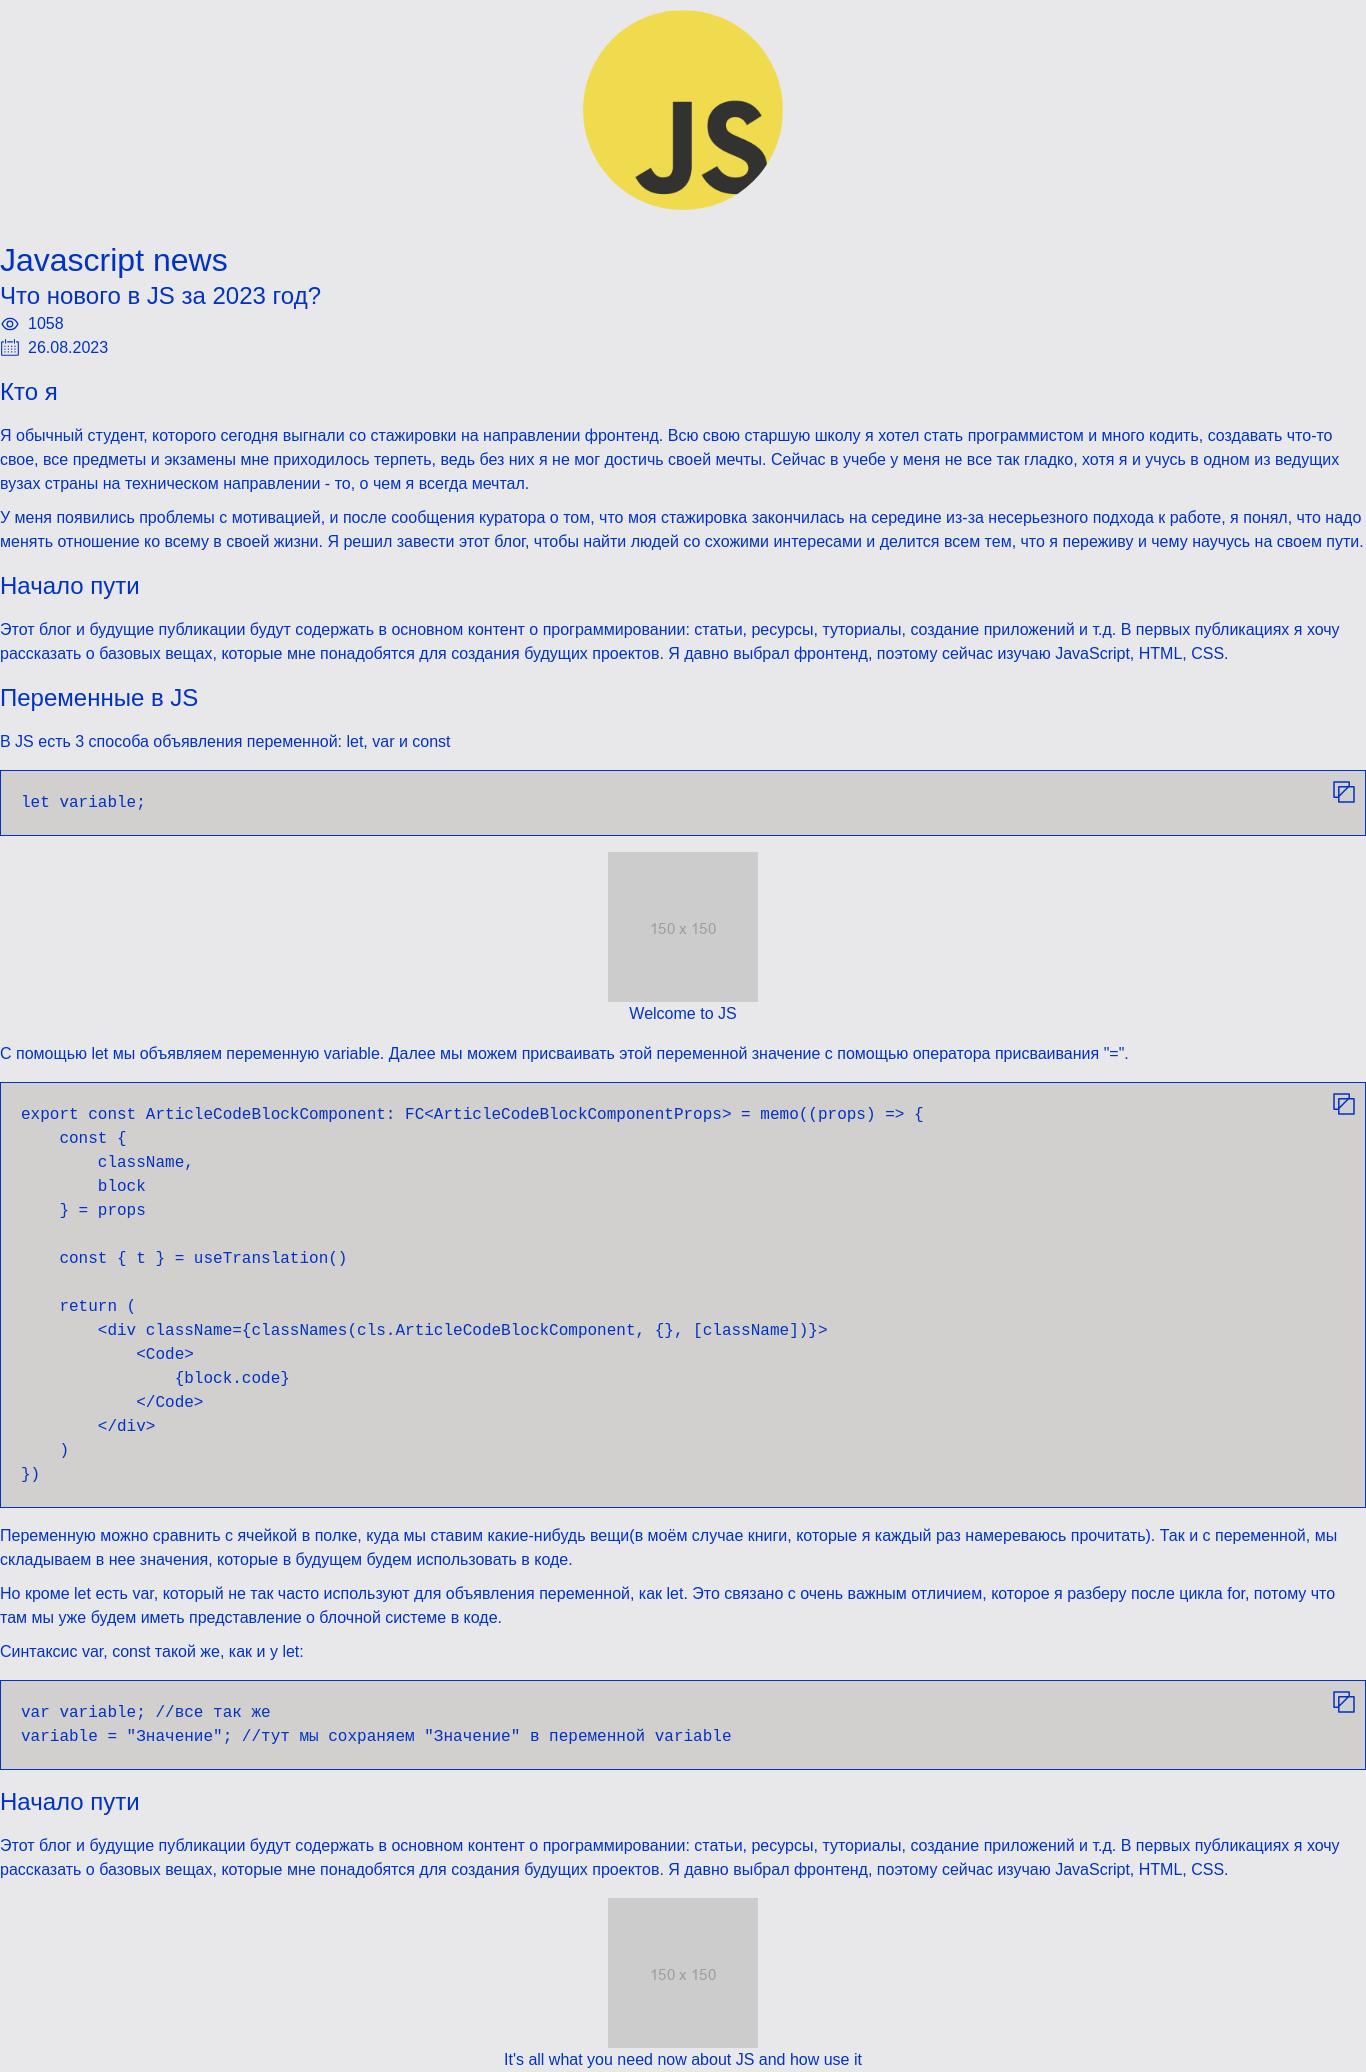 JS
Javascript news
Что нового в JS за 2023 год?
1058
26.08.2023
Кто я
Я обычный студент, которого сегодня выгнали со стажировки на направлении фронтенд. Всю свою старшую школу я хотел стать программистом и много кодить, создавать что-то
свое, все предметы и экзамены мне приходилось терпеть, ведь без них я не мог достичь своей мечты. Сейчас в учебе у меня не все так гладко, хотя я и учусь в одном из ведущих
вузах страны на техническом направлении - то, о чем я всегда мечтал.
У меня появились проблемы с мотивацией, и после сообщения куратора о том, что моя стажировка закончилась на середине из-за несерьезного подхода к работе, я понял, что надо
менять отношение ко всему в своей жизни. Я решил завести этот блог, чтобы найти людей со схожими интересами и делится всем тем, что я переживу и чему научусь на своем пути.
Начало пути
Этот блог и будущие публикации будут содержать в основном контент о программировании: статьи, ресурсы, туториалы, создание приложений и т.д. В первых публикациях я хочу
рассказать о базовых вещах, которые мне понадобятся для создания будущих проектов. Я давно выбрал фронтенд, поэтому сейчас изучаю JavaScript, HTML, CSS.
Переменные в JS
В JS есть 3 способа объявления переменной: let, var и const
let variable;
150 x 150
Welcome to JS
С помощью let мы объявляем переменную variable. Далее мы можем присваивать этой переменной значение с помощью оператора присваивания "=".
export const ArticleCodeBlockComponent: FC<ArticleCodeBlockComponentProps> = memo((props) => {
    const {
        className,
        block
    } = props
    const { t } = useTranslation()
    return (
        <div className={classNames(cls.ArticleCodeBlockComponent, {}, [className])}>
            <Code>
                {block.code}
            </Code>
        </div>
    )
})
Переменную можно сравнить с ячейкой в полке, куда мы ставим какие-нибудь вещи(в моём случае книги, которые я каждый раз намереваюсь прочитать). Так и с переменной, мы
складываем в нее значения, которые в будущем будем использовать в коде.
Но кроме let есть var, который не так часто используют для объявления переменной, как let. Это связано с очень важным отличием, которое я разберу после цикла for, потому что
там мы уже будем иметь представление о блочной системе в коде.
Синтаксис var, const такой же, как и у let:
var variable; //все так же
variable = "Значение"; //тут мы сохраняем "Значение" в переменной variable
Начало пути
Этот блог и будущие публикации будут содержать в основном контент о программировании: статьи, ресурсы, туториалы, создание приложений и т.д. В первых публикациях я хочу
рассказать о базовых вещах, которые мне понадобятся для создания будущих проектов. Я давно выбрал фронтенд, поэтому сейчас изучаю JavaScript, HTML, CSS.
150 x 150
It's all what you need now about JS and how use it